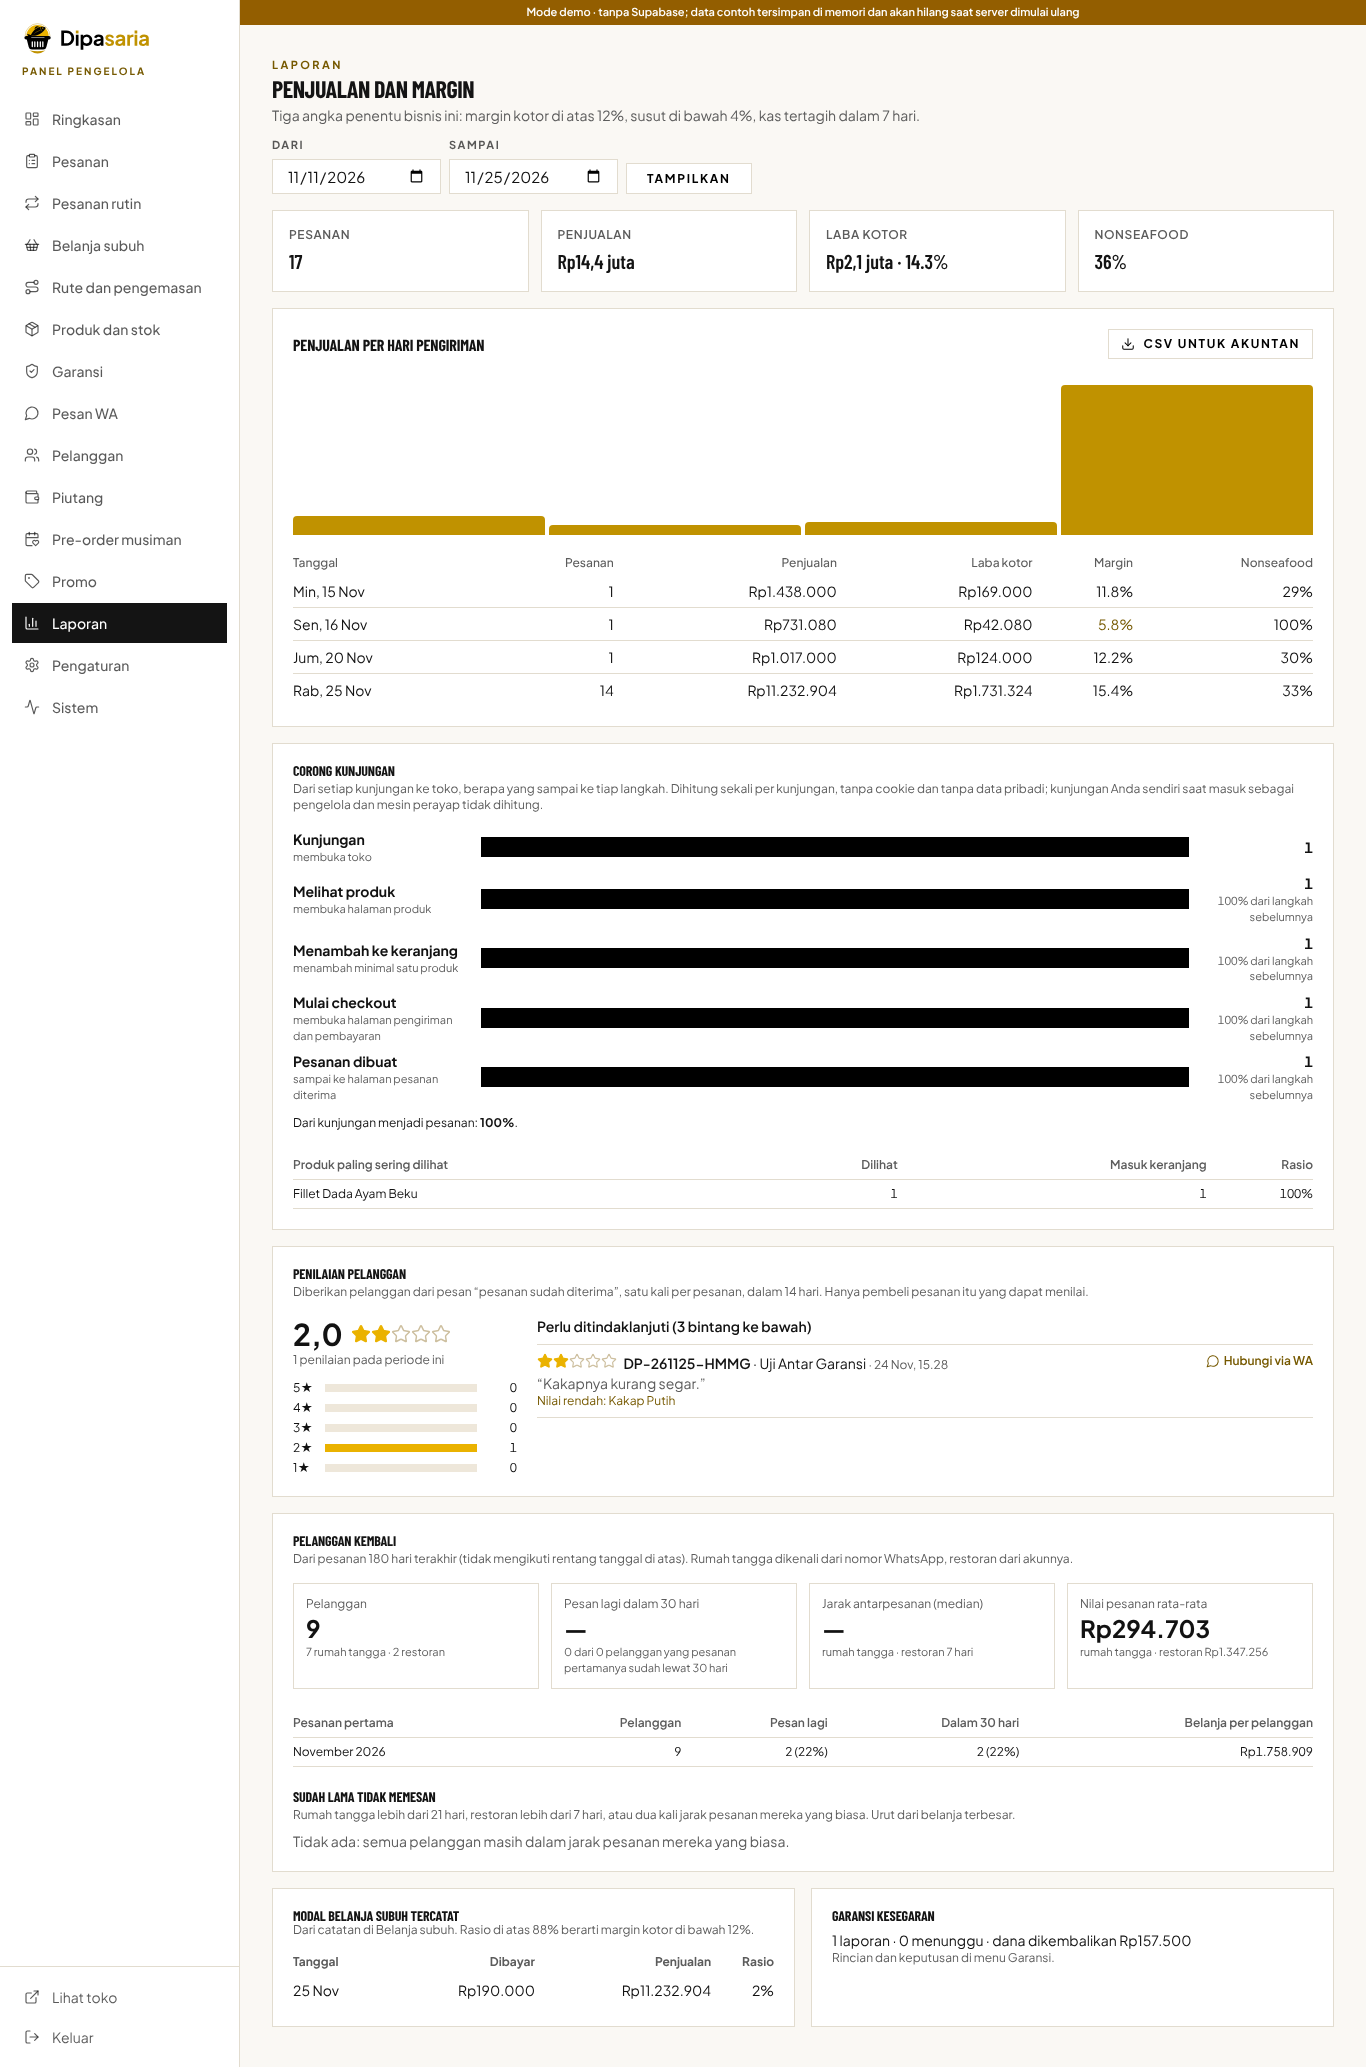 Mode demo · tanpa Supabase; data contoh tersimpan di memori dan akan hilang saat server dimulai ulang
Dipasaria
PANEL PENGELOLA
Ringkasan
Pesanan
Pesanan rutin
Belanja subuh
Rute dan pengemasan
Produk dan stok
Garansi
Pesan WA
Pelanggan
Piutang
Pre-order musiman
Promo
Laporan
Pengaturan
Sistem
Lihat toko
Keluar
LAPORAN
PENJUALAN DAN MARGIN
Tiga angka penentu bisnis ini: margin kotor di atas 12%, susut di bawah 4%, kas tertagih dalam 7 hari.
DARI SAMPAI
11/11/2026 11/25/2026 TAMPILKAN
PESANAN PENJUALAN LABA KOTOR NONSEAFOOD
17 Rp14,4 juta Rp2,1 juta · 14.3% 36%
PENJUALAN PER HARI PENGIRIMAN CSV UNTUK AKUNTAN
Tanggal Pesanan Penjualan Laba kotor Margin Nonseafood
Min, 15 Nov 1 Rp1.438.000 Rp169.000 11.8% 29%
Sen, 16 Nov 1 Rp731.080 Rp42.080 5.8% 100%
Jum, 20 Nov 1 Rp1.017.000 Rp124.000 12.2% 30%
Rab, 25 Nov 14 Rp11.232.904 Rp1.731.324 15.4% 33%
CORONG KUNJUNGAN
Dari setiap kunjungan ke toko, berapa yang sampai ke tiap langkah. Dihitung sekali per kunjungan, tanpa cookie dan tanpa data pribadi; kunjungan Anda sendiri saat masuk sebagai
pengelola dan mesin perayap tidak dihitung.
Kunjungan 1
membuka toko
Melihat produk 1
membuka halaman produk 100% dari langkah
sebelumnya
Menambah ke keranjang 1
menambah minimal satu produk 100% dari langkah
sebelumnya
Mulai checkout 1
membuka halaman pengiriman 100% dari langkah
dan pembayaran sebelumnya
Pesanan dibuat 1
sampai ke halaman pesanan 100% dari langkah
diterima sebelumnya
Dari kunjungan menjadi pesanan: 100%.
Produk paling sering dilihat Dilihat Masuk keranjang Rasio
Fillet Dada Ayam Beku 1 1 100%
PENILAIAN PELANGGAN
Diberikan pelanggan dari pesan “pesanan sudah diterima”, satu kali per pesanan, dalam 14 hari. Hanya pembeli pesanan itu yang dapat menilai.
2,0
1 penilaian pada periode ini
5★ 0
4★ 0
3★ 0
2★ 1
1★ 0
Perlu ditindaklanjuti (3 bintang ke bawah)
DP-261125-HMMG · Uji Antar Garansi · 24 Nov, 15.28 Hubungi via WA
“Kakapnya kurang segar.”
Nilai rendah: Kakap Putih
PELANGGAN KEMBALI
Dari pesanan 180 hari terakhir (tidak mengikuti rentang tanggal di atas). Rumah tangga dikenali dari nomor WhatsApp, restoran dari akunnya.
Pelanggan
9
7 rumah tangga · 2 restoran
Pesan lagi dalam 30 hari
—
0 dari 0 pelanggan yang pesanan
pertamanya sudah lewat 30 hari
Jarak antarpesanan (median)
—
rumah tangga · restoran 7 hari
Nilai pesanan rata-rata
Rp294.703
rumah tangga · restoran Rp1.347.256
Pesanan pertama Pelanggan Pesan lagi Dalam 30 hari Belanja per pelanggan
November 2026 9 2 (22%) 2 (22%) Rp1.758.909
SUDAH LAMA TIDAK MEMESAN
Rumah tangga lebih dari 21 hari, restoran lebih dari 7 hari, atau dua kali jarak pesanan mereka yang biasa. Urut dari belanja terbesar.
Tidak ada: semua pelanggan masih dalam jarak pesanan mereka yang biasa.
MODAL BELANJA SUBUH TERCATAT
Dari catatan di Belanja subuh. Rasio di atas 88% berarti margin kotor di bawah 12%.
Tanggal Dibayar Penjualan Rasio
25 Nov Rp190.000 Rp11.232.904 2%
GARANSI KESEGARAN
1 laporan · 0 menunggu · dana dikembalikan Rp157.500
Rincian dan keputusan di menu Garansi.